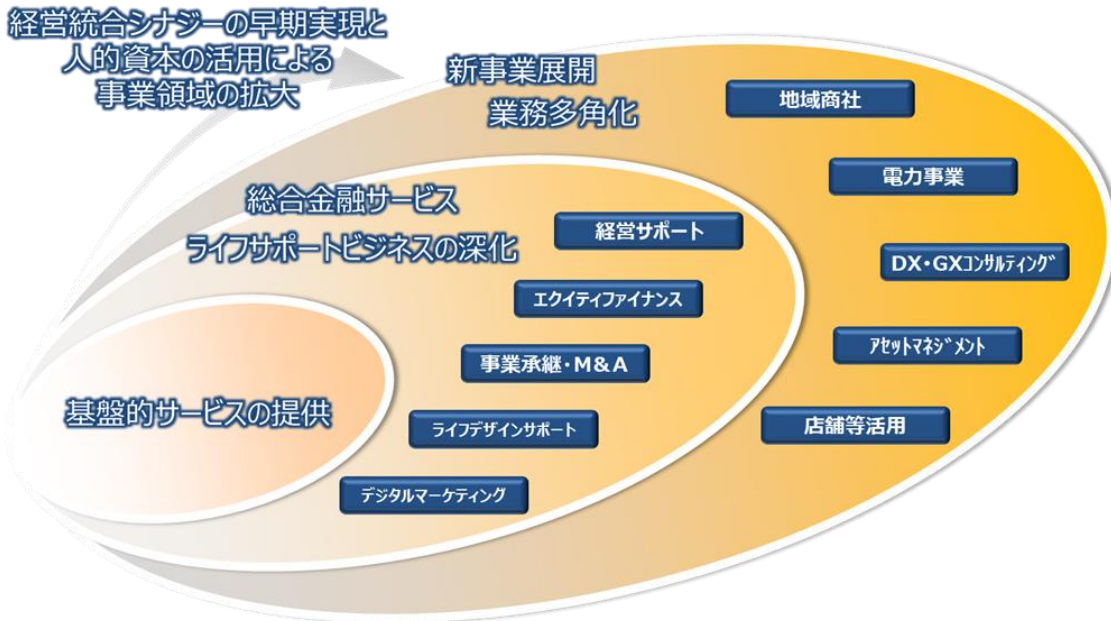 経営統合シナジーの早期実現と
人的資本の活用による
事業領域の拡大
新事業展開
業務多角化
地域商社
電力事業
DX・GXコンサルティング
アセットマネジメント
店舗等活用
総合金融サービス
ライフサポートビジネスの深化
経営サポート
エクイティファイナンス
事業承継・M&A
ライフデザインサポート
デジタルマーケティング
基盤的サービスの提供